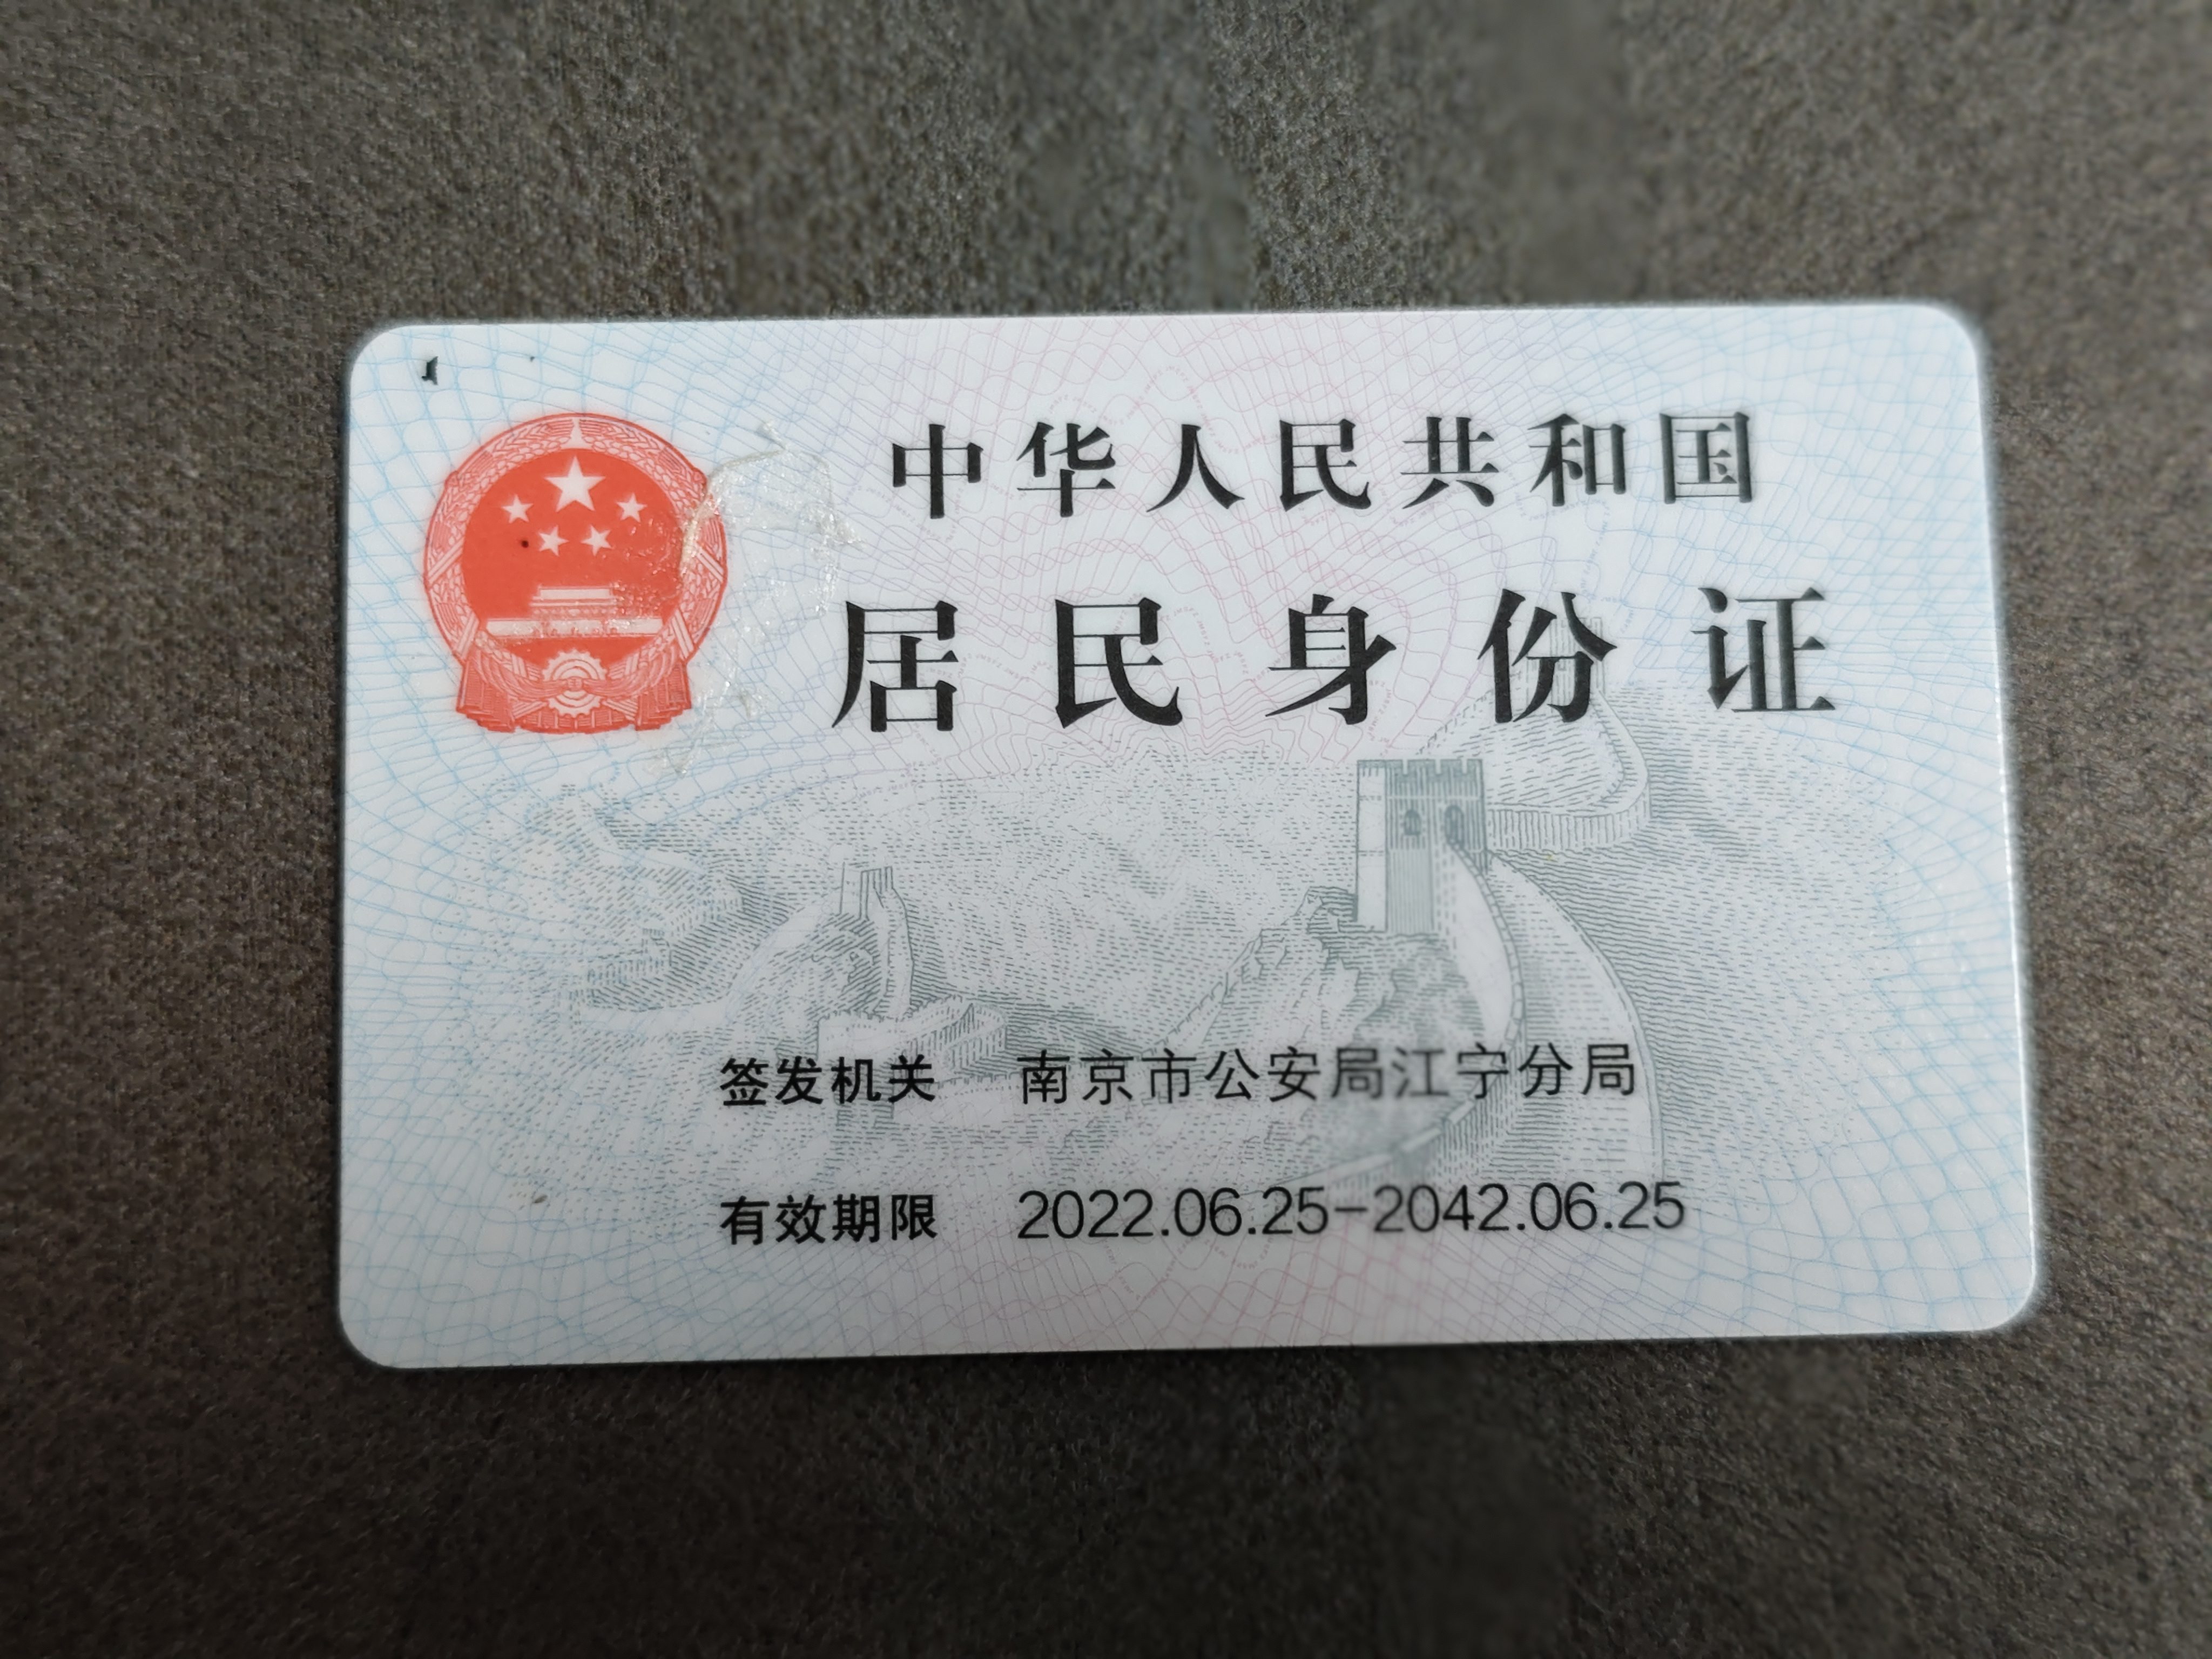 中华人民共和国
居民身份证
签发机关 南京市公安局江宁分局
有效期限 2022.06.25-2042.06.25